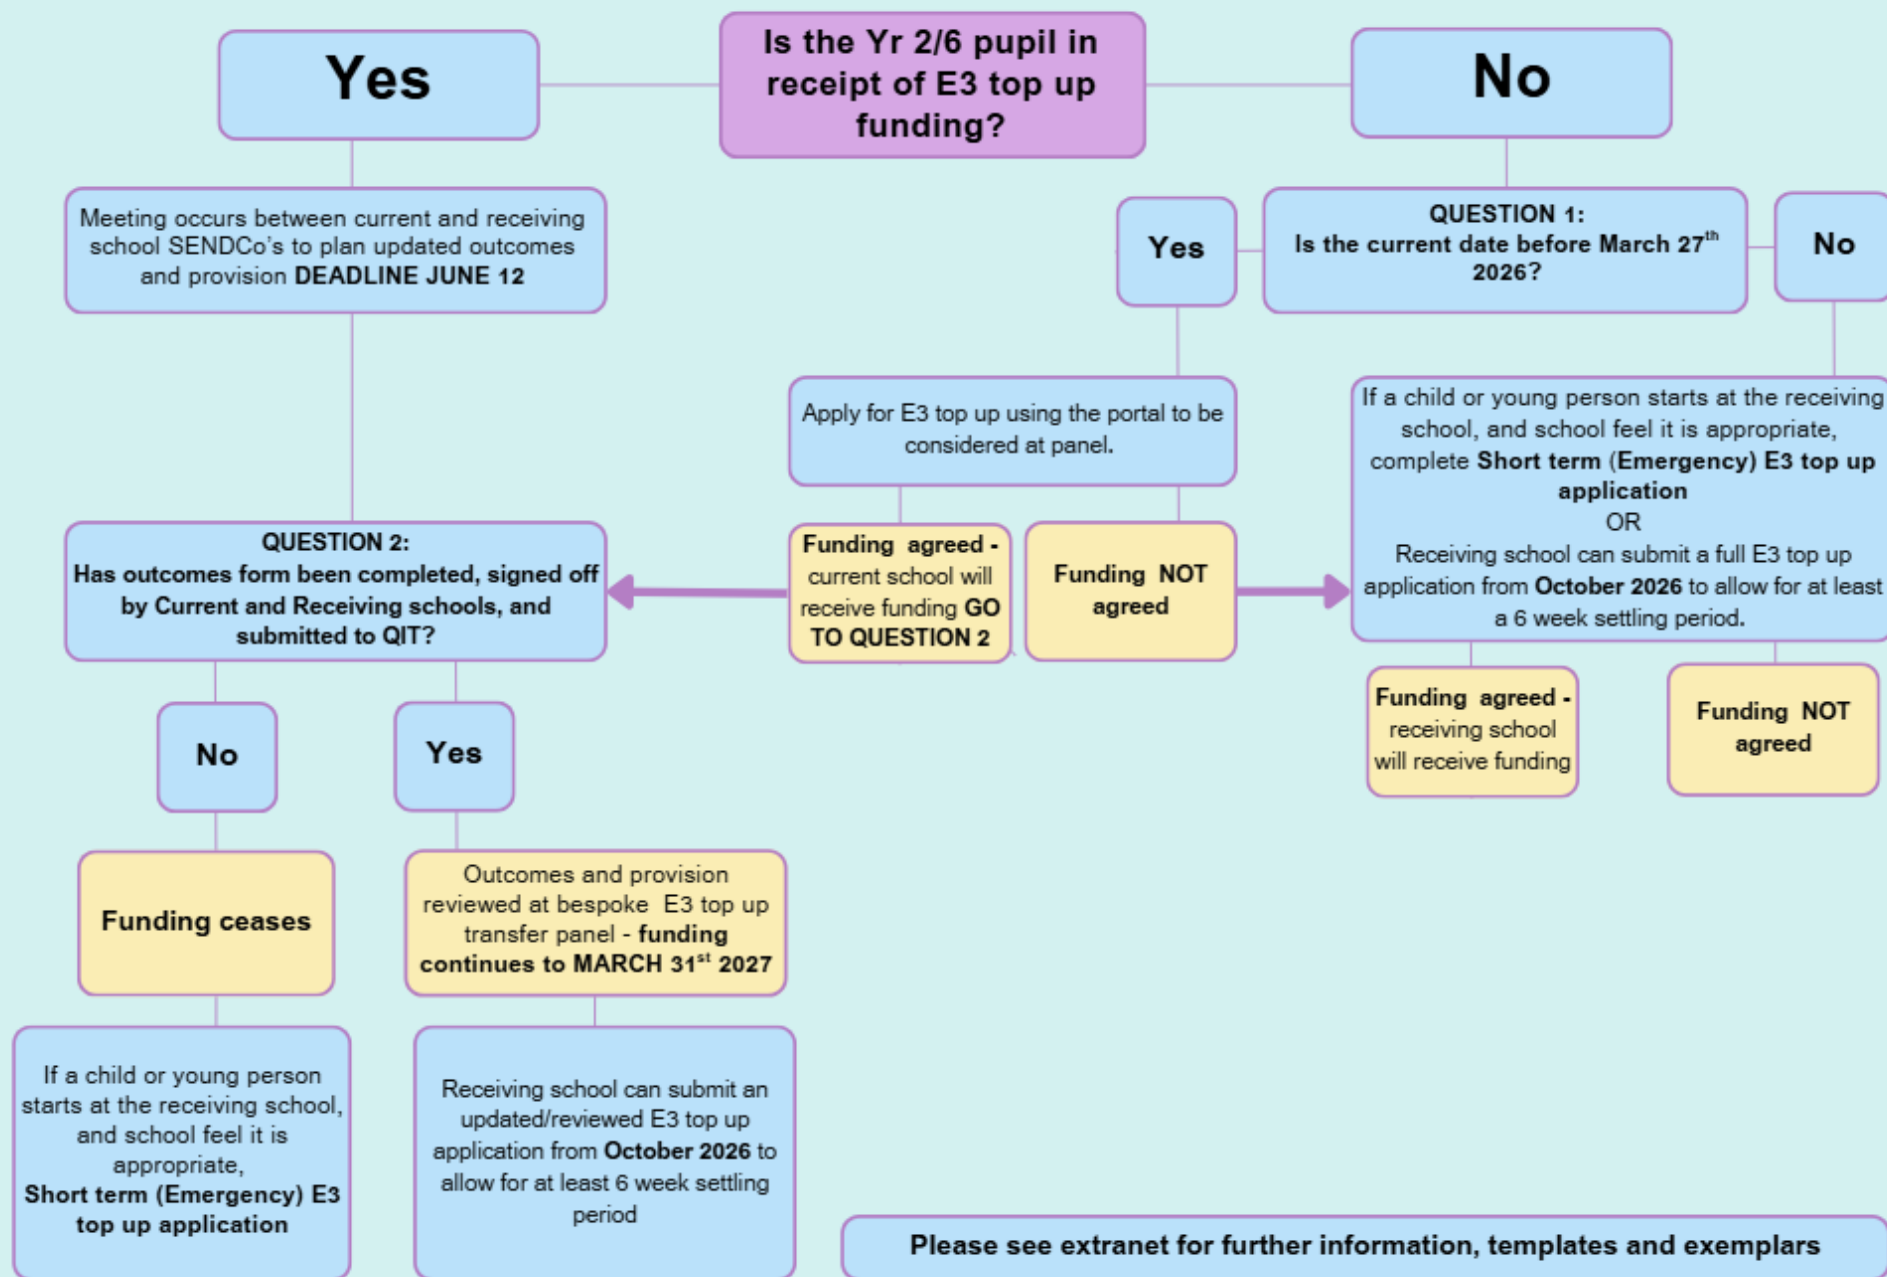 Is the Yr 2/6 pupil in
receipt of E3 top up
funding?
Yes
No
Meeting occurs between current and receiving
school SENDCo's to plan updated outcomes
and provision DEADLINE JUNE 12
Yes
QUESTION 1:
Is the current date before March 27th
2026?
No
Apply for E3 top up using the portal to be
considered at panel.
If a child or young person starts at the receiving
school, and school feel it is appropriate,
complete Short term (Emergency) E3 top up
application
OR
Receiving school can submit a full E3 top up
application from October 2026 to allow for at least
a 6 week settling period.
QUESTION 2:
Has outcomes form been completed, signed off
by Current and Receiving schools, and
submitted to QIT?
Funding agreed -
current school will
receive funding GO
TO QUESTION 2
Funding NOT
agreed
Funding agreed -
receiving school
will receive funding
Funding NOT
agreed
No
Yes
Funding ceases
Outcomes and provision
reviewed at bespoke E3 top up
transfer panel - funding
continues to MARCH 31st 2027
If a child or young person
starts at the receiving school,
and school feel it is
appropriate,
Short term (Emergency) E3
top up application
Receiving school can submit an
updated/reviewed E3 top up
application from October 2026 to
allow for at least 6 week settling
period
Please see extranet for further information, templates and exemplars